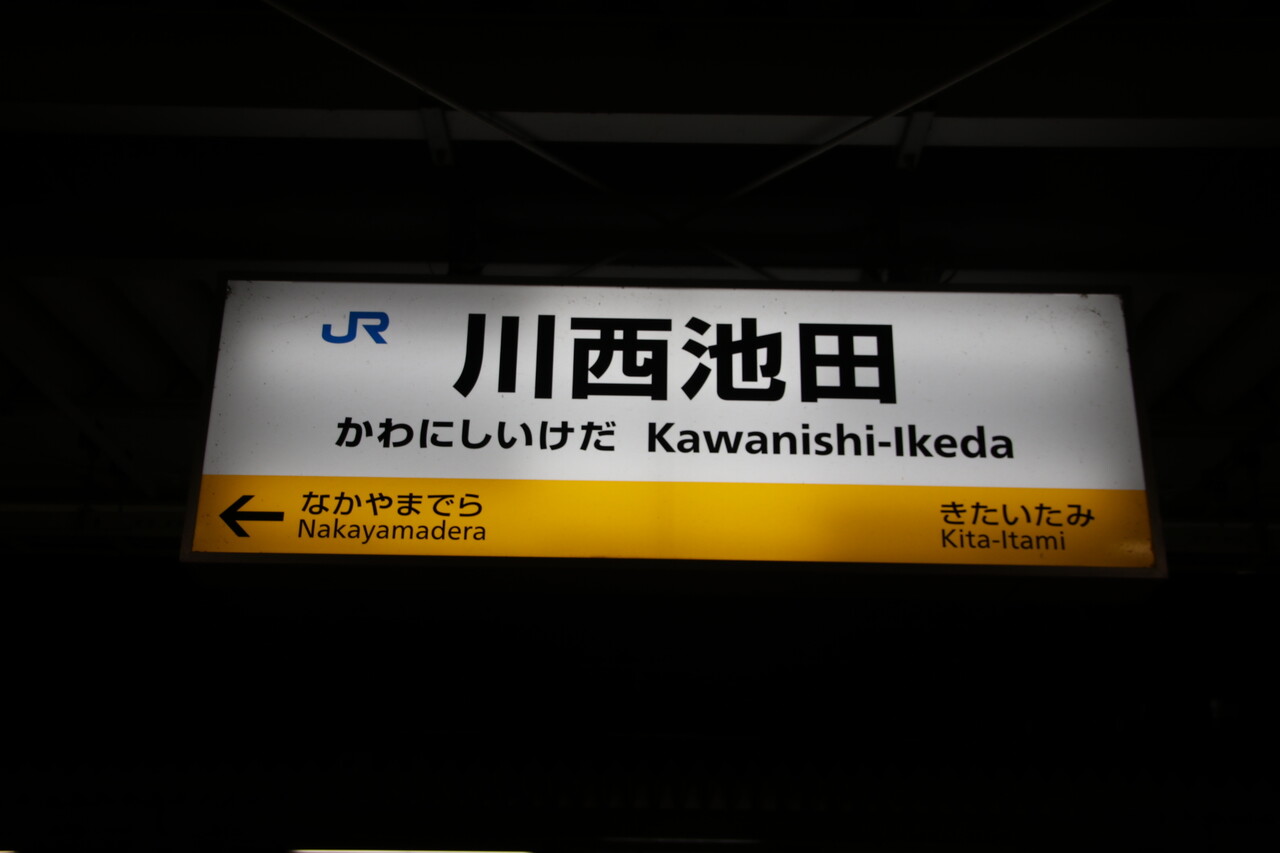 JR 川西池田
かわにしいけだ Kawanishi-Ikeda
← なかやまでら きたいたみ
Nakayamadera Kita-Itami